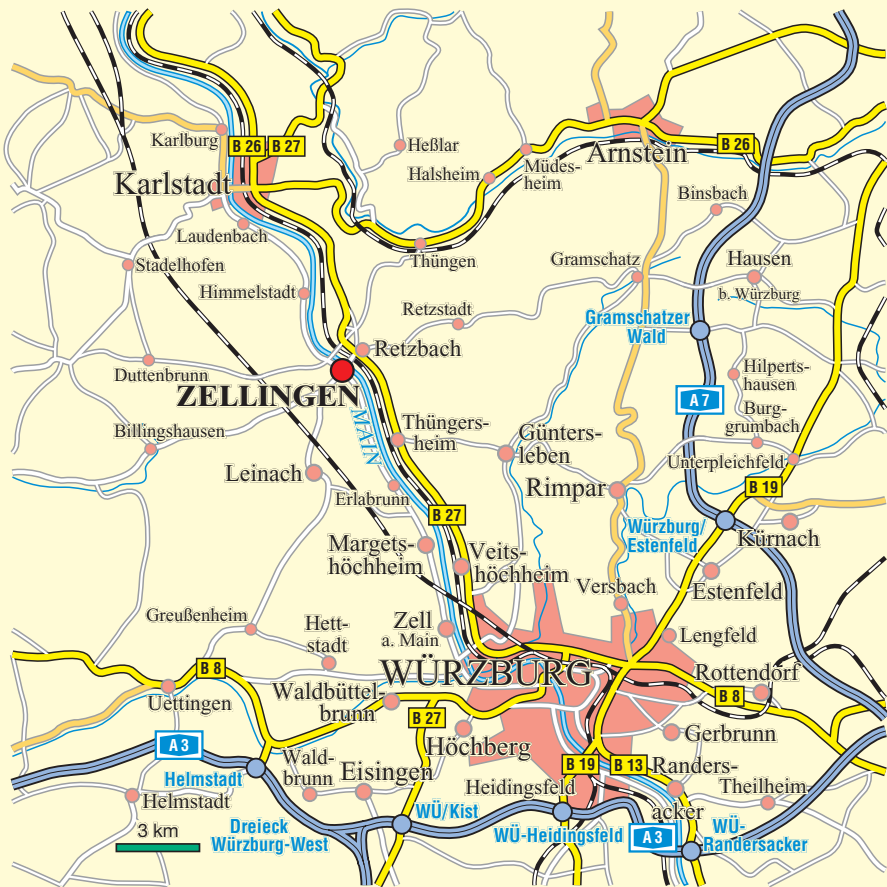 Karlburg
B 26
B 27
Heßlar
Arnstein
B 26
Halsheim
Müdes-
heim
Karlstadt
Binsbach
Laudenbach
Thüngen
Gramschatz
Hausen
b. Würzburg
Stadelhofen
Himmelstadt
Retzstadt
Gramschatzer
Wald
Retzbach
Duttenbrunn
ZELLINGEN
Hilperts-
hausen
A 7
Burg-
grumbach
MAIN
Billingshausen
Thüngers-
heim
Günters-
leben
Unterpleichfeld
Leinach
Erlabrunn
Rimpar
B 19
B 27
Würzburg/
Estenfeld
Kürnach
Margets-
höchheim
Veits-
höchheim
Versbach
Estenfeld
Greußenheim
Hett-
stadt
Zell
a. Main
Lengfeld
B 8
WÜRZBURG
Rottendorf
B 8
Uettingen
Waldbüttel-
brunn
B 27
Höchberg
Gerbrunn
A 3
Helmstadt
Wald-
brunn
Eisingen
B 19
B 13
Randers-
acker
Heidingsfeld
Theilheim
Helmstadt
WÜ/Kist
3 km
Dreieck
Würzburg-West
WÜ-Heidingsfeld
A 3
WÜ-
Randersacker